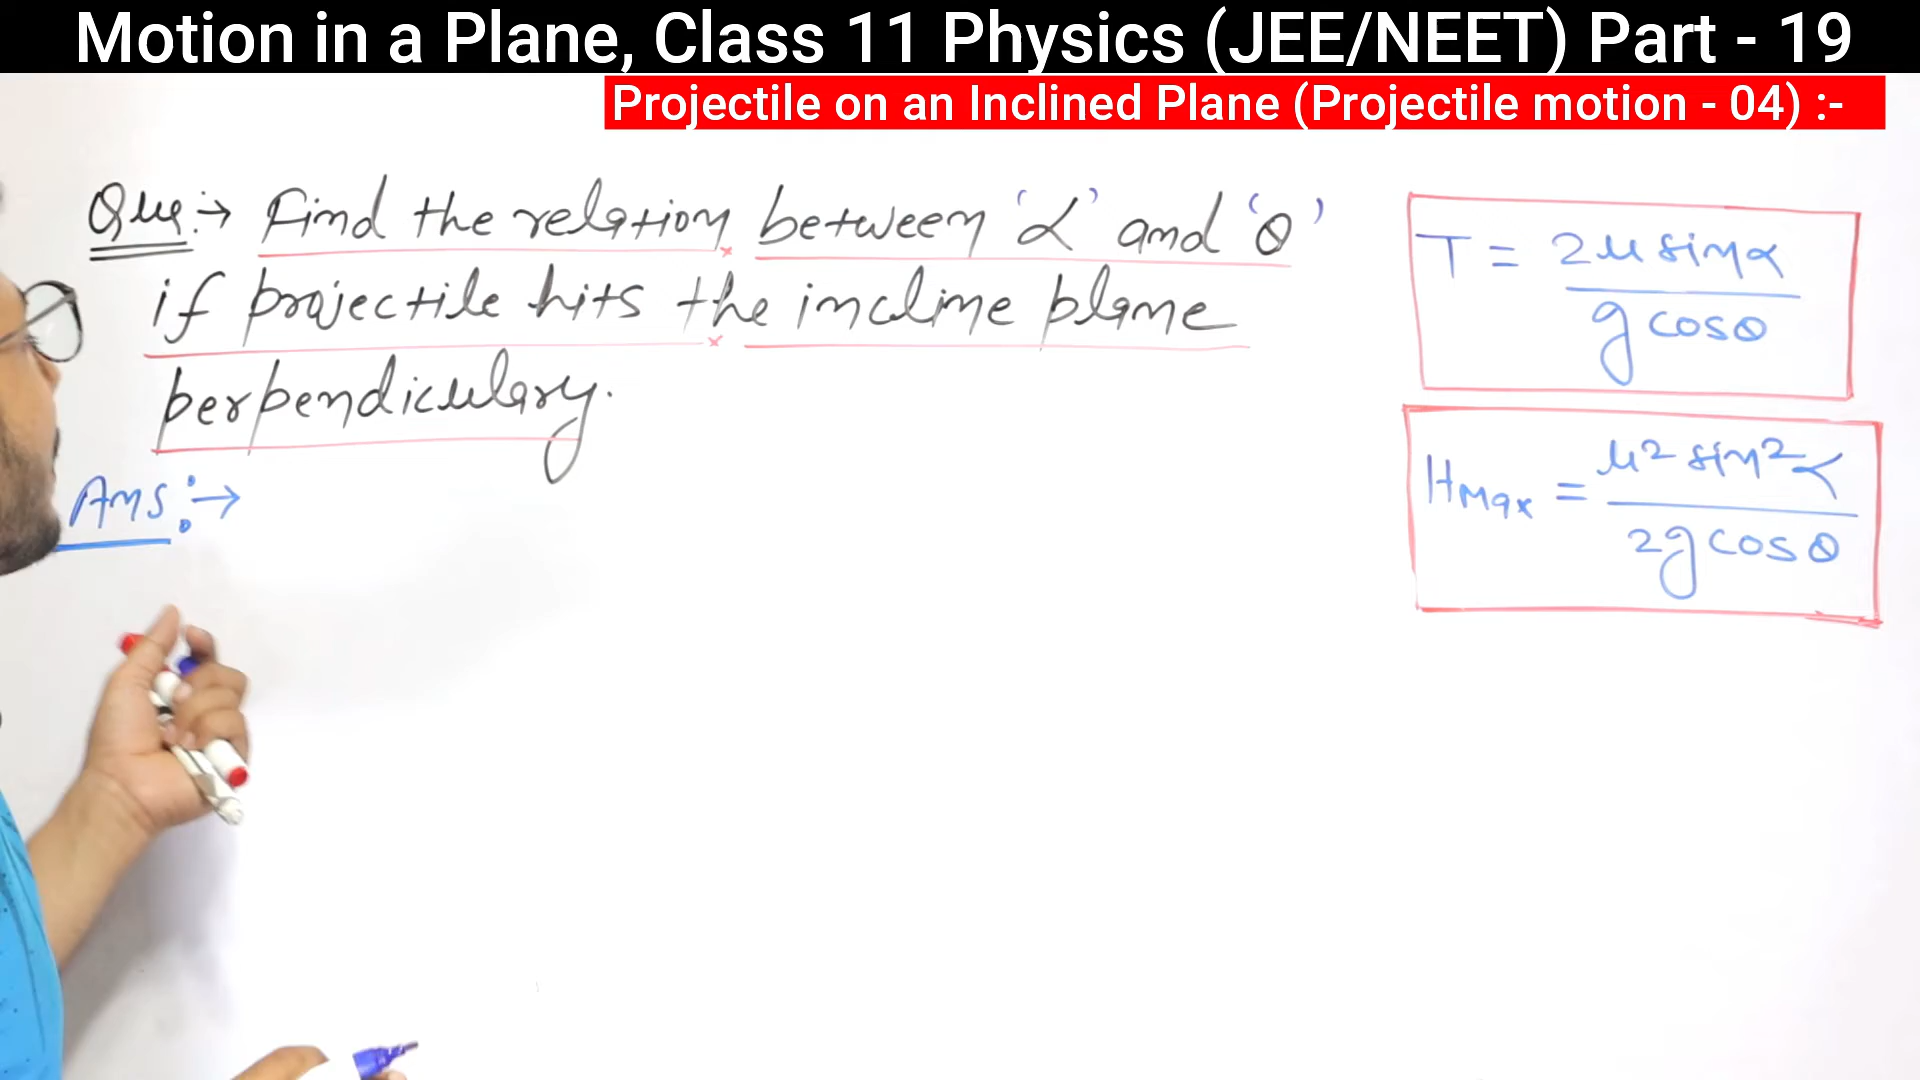 Motion in a Plane, Class 11 Physics (JEE/NEET) Part - 19
Projectile on an Inclined Plane (Projectile motion - 04) :-
Que:→ Find the relation between 'α' and 'θ'
if projectile hits the incline plane
perpendiculary.
Ans:→
T = 2u sinα / g cosθ
HMax = u² sin²α / 2g cosθ